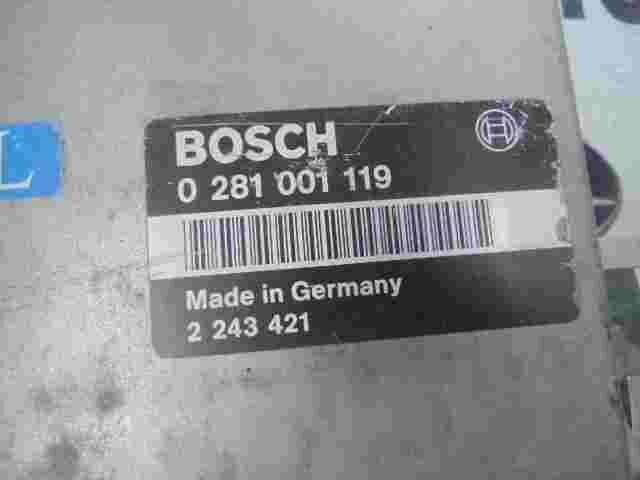 BOSCH
0 281 001 119
L
Made in Germany
2 243 421